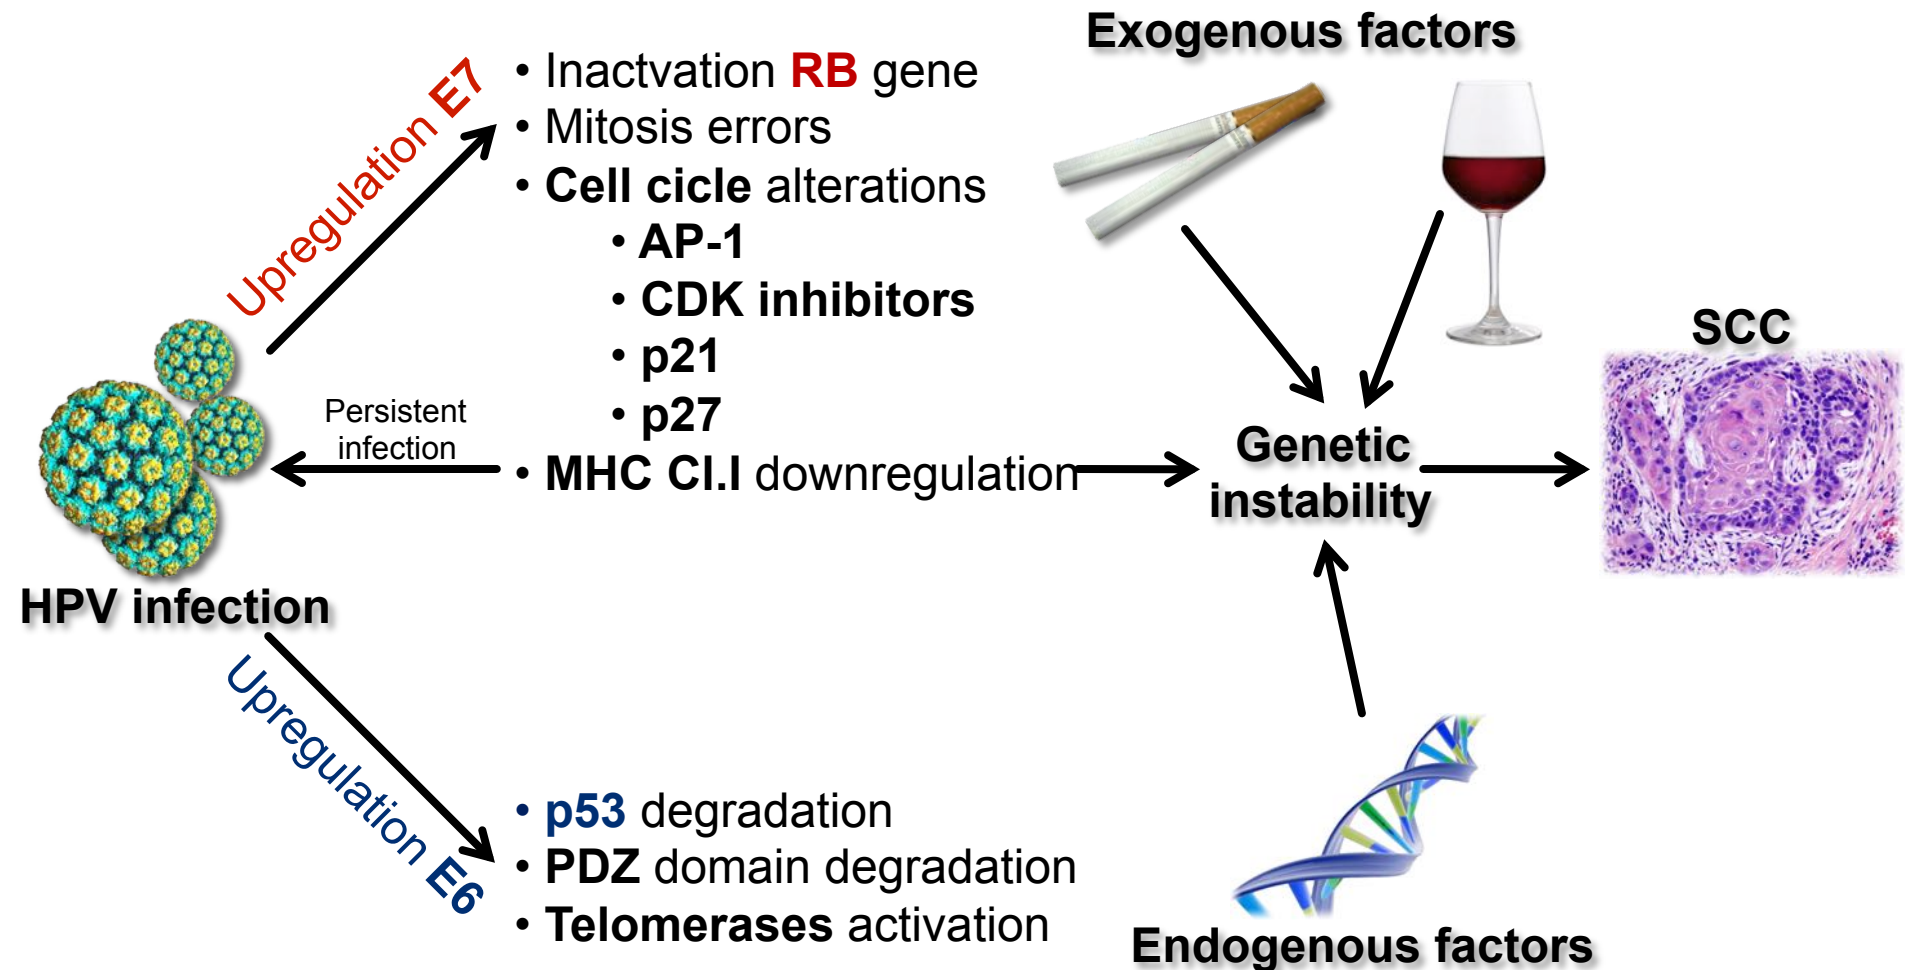 Exogenous factors
Upregulation E7
• Inactvation RB gene
• Mitosis errors
• Cell cicle alterations
• AP-1
• CDK inhibitors
• p21
• p27
Persistent
infection
• MHC Cl.I downregulation
Genetic
instability
SCC
HPV infection
Upregulation E6
• p53 degradation
• PDZ domain degradation
• Telomerases activation
Endogenous factors